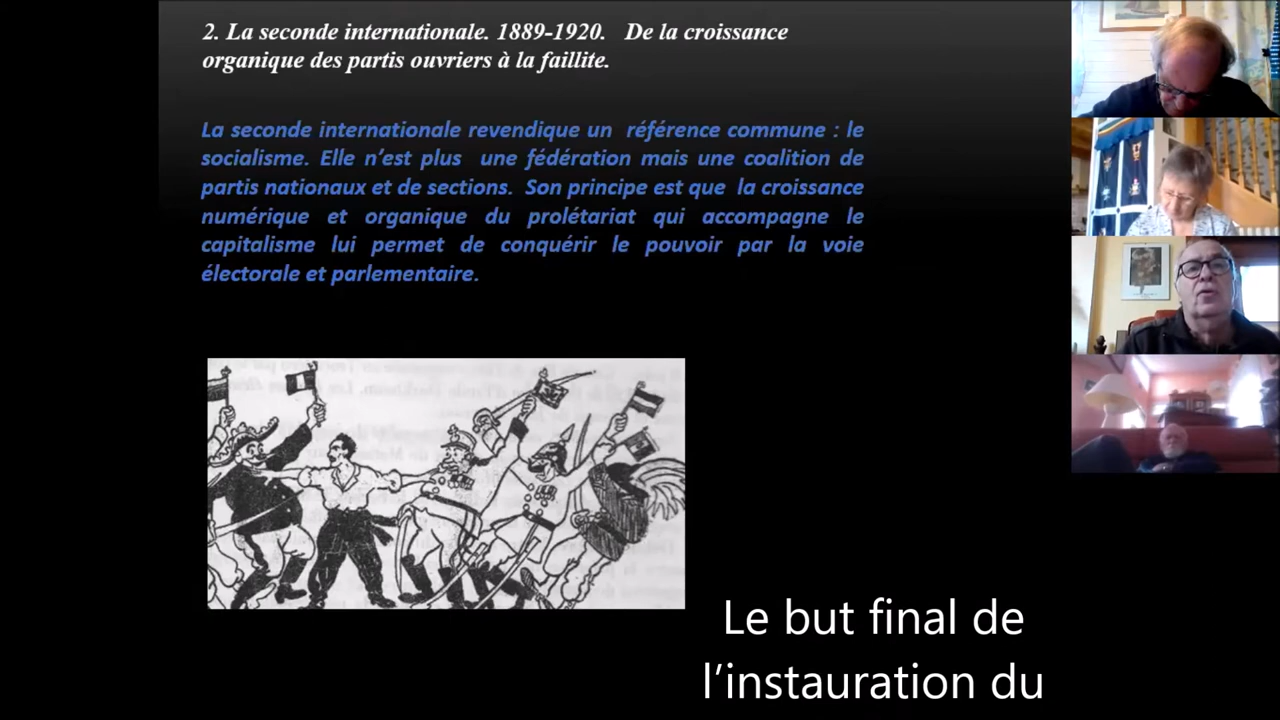 2. La seconde internationale. 1889-1920. De la croissance
organique des partis ouvriers à la faillite.
La seconde internationale revendique un référence commune : le
socialisme. Elle n’est plus une fédération mais une coalition de
partis nationaux et de sections. Son principe est que la croissance
numérique et organique du prolétariat qui accompagne le
capitalisme lui permet de conquérir le pouvoir par la voie
électorale et parlementaire.
Le but final de
l’instauration du